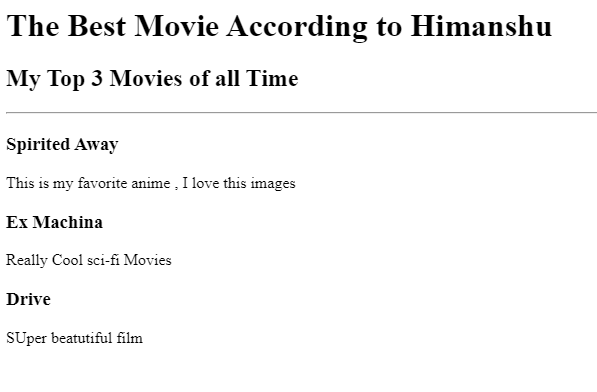 The Best Movie According to Himanshu
My Top 3 Movies of all Time
Spirited Away
This is my favorite anime , I love this images
Ex Machina
Really Cool sci-fi Movies
Drive
SUper beatutiful film